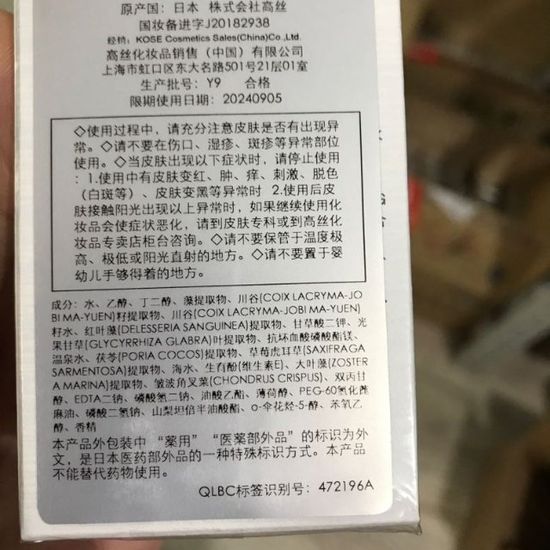 原产国：日本 株式会社高丝
国妆备进字J20182938
经销：KOSE Cosmetics Sales(China)Co.,Ltd.
高丝化妆品销售（中国）有限公司
上海市虹口区东大名路501号21层01室
生产批号：Y9 合格
限期使用日期：20240905
◇使用过程中，请充分注意皮肤是否有出现异
常。◇请不要在伤口、湿疹、斑疹等异常部位
使用。◇当皮肤出现以下症状时，请停止使用
：1.使用中有皮肤变红、肿、痒、刺激、脱色
（白斑等）、皮肤变黑等异常时 2.使用后皮
肤接触阳光出现以上异常时，如果继续使用化
妆品会使症状恶化，请到皮肤专科或到高丝化
妆品专卖店柜台咨询。◇请不要保管于温度极
高、极低或阳光直射的地方。◇请不要置于婴
幼儿手够得着的地方。
成分：水、乙醇、丁二醇、藻提取物、川谷(COIX LACRYMA-JO
BI MA-YUEN)籽提取物、川谷(COIX LACRYMA-JOBI MA-YUEN)
籽水、红叶藻(DELESSERIA SANGUINEA)提取物、甘草酸二钾、光
果甘草(GLYCYRRHIZA GLABRA)叶提取物、抗坏血酸磷酸酯镁、
温泉水、茯苓(PORIA COCOS)提取物、草莓虎耳草(SAXIFRAGA
SARMENTOSA)提取物、海水、生育酚(维生素E)、大叶藻(ZOSTER
A MARINA)提取物、皱波角叉菜(CHONDRUS CRISPUS)、双丙甘
醇、EDTA二钠、磷酸氢二钠、油酸乙酯、薄荷醇、PEG-60氢化蓖
麻油、磷酸二氢钠、山梨坦倍半油酸酯、α-伞花烃-5-醇、苯氧乙
醇、香精
本产品外包装中“薬用”“医薬部外品”的标识为外
文，是日本医药部外品的一种特殊标识方式。本产品
不能替代药物使用。
QLBC标签识别号：472196A